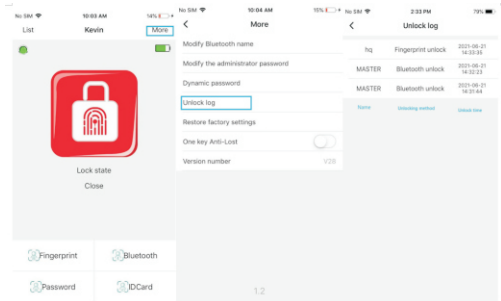 No SIM 10:03 AM 14%
List Kevin More
Lock state
Close
Fingerprint Bluetooth
Password IDCard
No SIM 10:04 AM 15%
More
Modify Bluetooth name
Modify the administrator password
Dynamic password
Unlock log
Restore factory settings
One key Anti-Lost
Version number V28
1.2
No SIM 2:33 PM 79%
Unlock log
hq Fingerprint unlock 2021-06-21 14:33:35
MASTER Bluetooth unlock 2021-06-21 14:32:23
MASTER Bluetooth unlock 2021-06-21 14:31:64
Name Unlocking method Unlock time